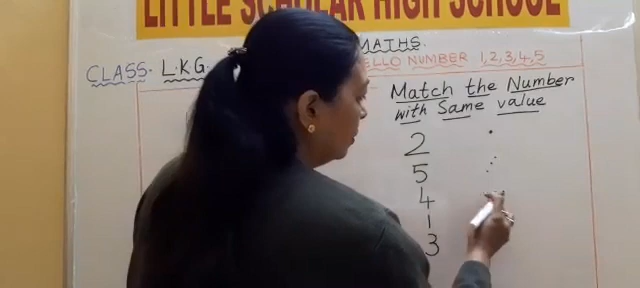 LITTLE SCHOLAR HIGH SCHOOL
MATHS.
CLASS. L.K.G.
ELLO NUMBER 1,2,3,4,5
Match the Number
with Same value
2
5
4
1
3